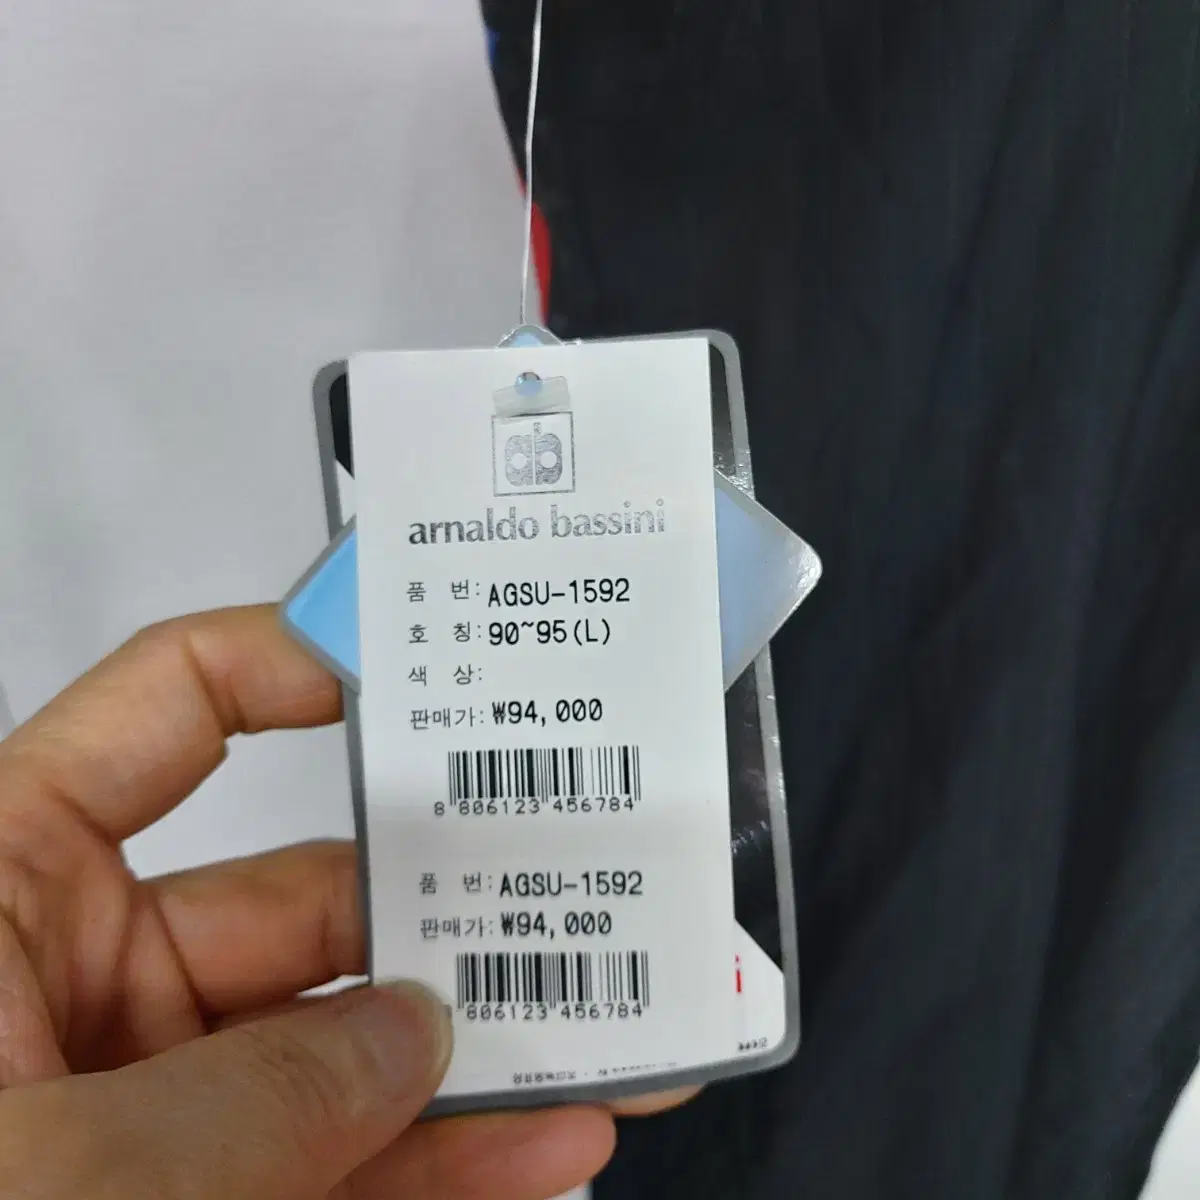 ab
arnaldo bassini
품 번: AGSU-1592
호 칭: 90~95(L)
색 상:
판매가: ₩94,000
8 806123 456784
품 번: AGSU-1592
판매가: ₩94,000
806123 456784
i